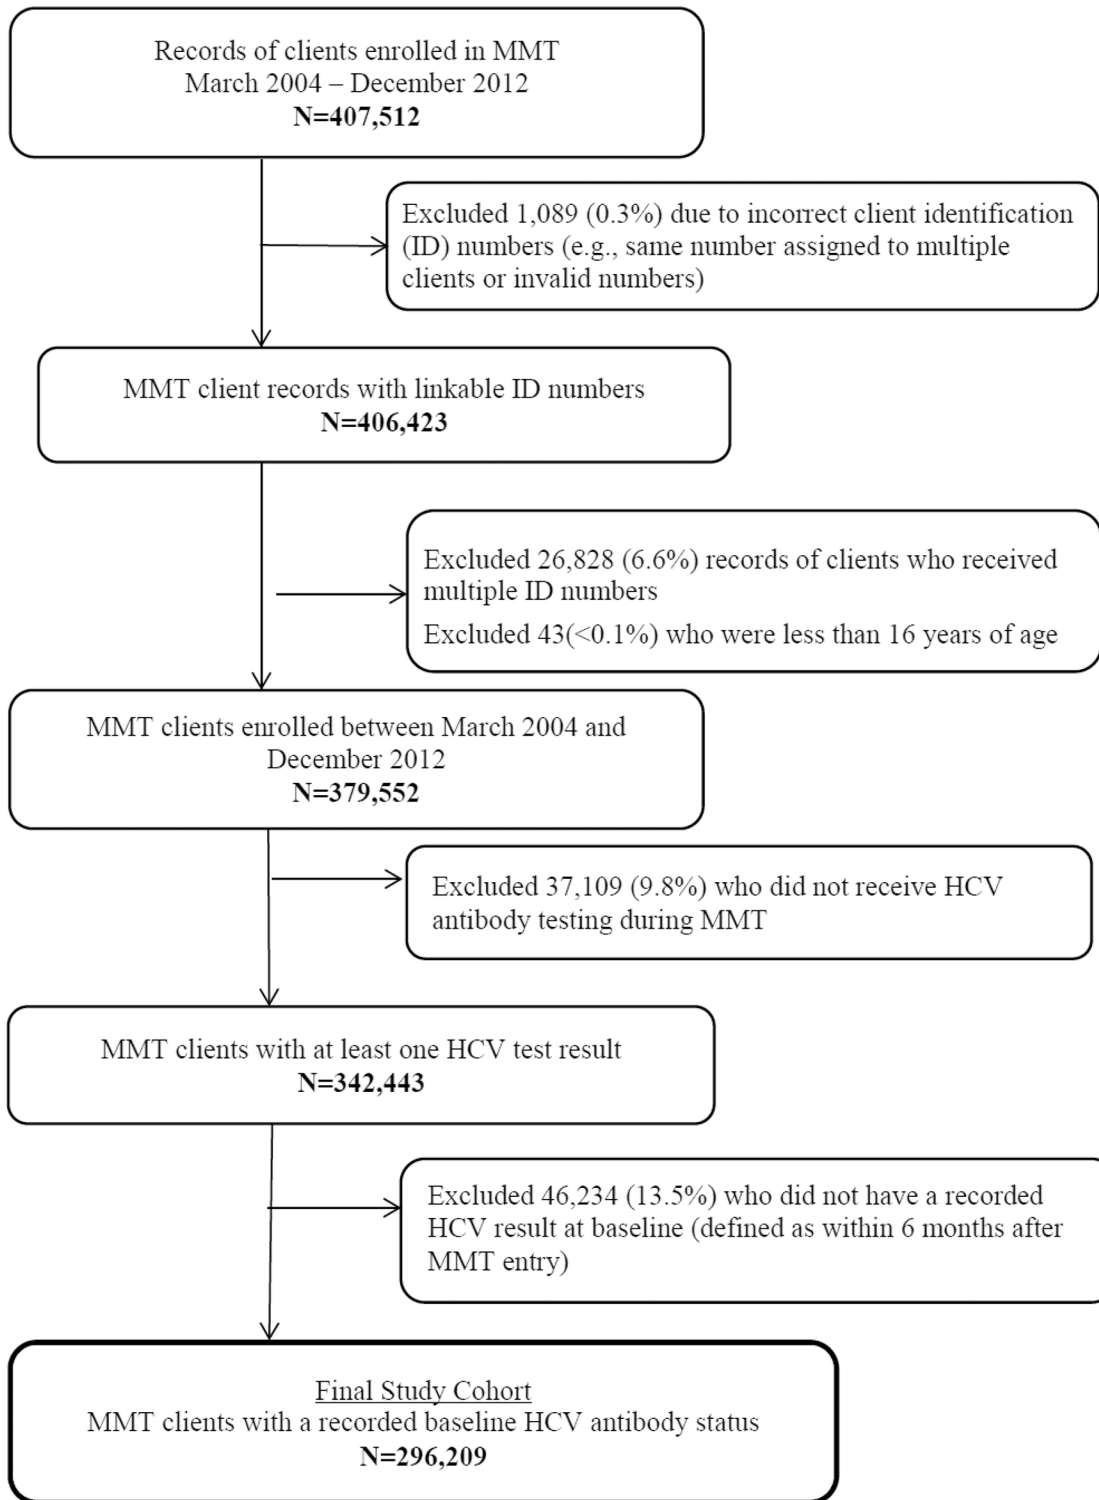 Records of clients enrolled in MMT
March 2004 – December 2012
N=407,512
Excluded 1,089 (0.3%) due to incorrect client identification
(ID) numbers (e.g., same number assigned to multiple
clients or invalid numbers)
MMT client records with linkable ID numbers
N=406,423
Excluded 26,828 (6.6%) records of clients who received
multiple ID numbers
Excluded 43(<0.1%) who were less than 16 years of age
MMT clients enrolled between March 2004 and
December 2012
N=379,552
Excluded 37,109 (9.8%) who did not receive HCV
antibody testing during MMT
MMT clients with at least one HCV test result
N=342,443
Excluded 46,234 (13.5%) who did not have a recorded
HCV result at baseline (defined as within 6 months after
MMT entry)
Final Study Cohort
MMT clients with a recorded baseline HCV antibody status
N=296,209